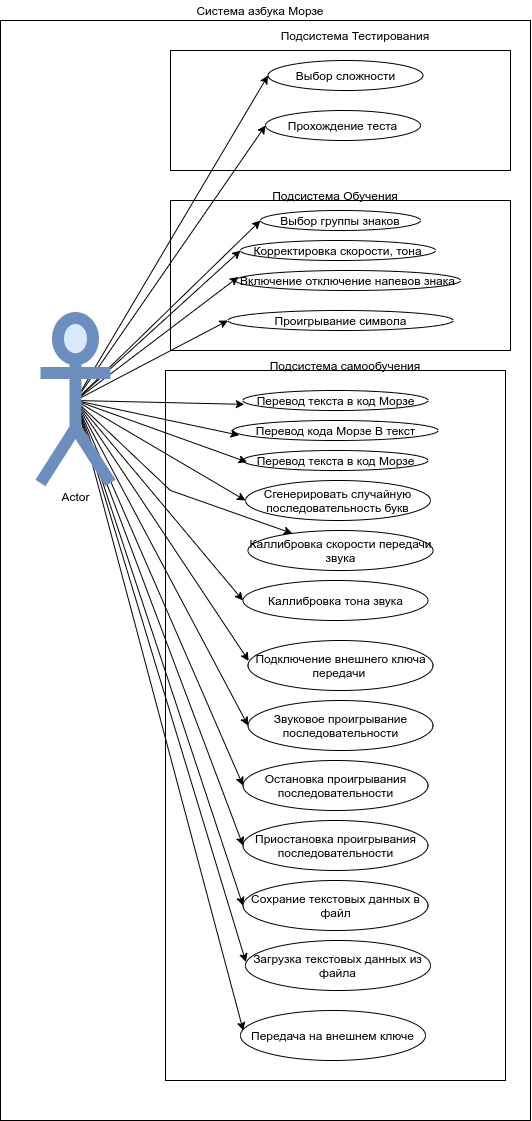 Система азбука Морзе
Подсистема Тестирования
Выбор сложности
Прохождение теста
Подсистема Обучения
Выбор группы знаков
Корректировка скорости, тона
Включение отключение напевов знака
Проигрывание символа
Подсистема самообучения
Перевод текста в код Морзе
Перевод кода Морзе В текст
Перевод текста в код Морзе
Сгенерировать случайную
последовательность букв
Actor
Каллибровка скорости передачи
звука
Каллибровка тона звука
Подключение внешнего ключа
передачи
Звуковое проигрывание
последовательности
Остановка проигрывания
последовательности
Приостановка проигрывания
последовательности
Сохрание текстовых данных в
файл
Загрузка текстовых данных из
файла
Передача на внешнем ключе